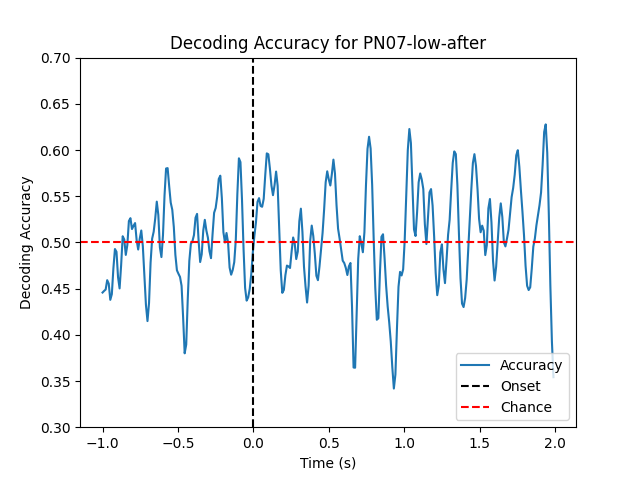 Decoding Accuracy for PN07-low-after
0.70
0.65
0.60
0.55
0.50
0.45
0.40
0.35
0.30
Decoding Accuracy
Accuracy
Onset
Chance
−1.0 −0.5 0.0 0.5 1.0 1.5 2.0
Time (s)